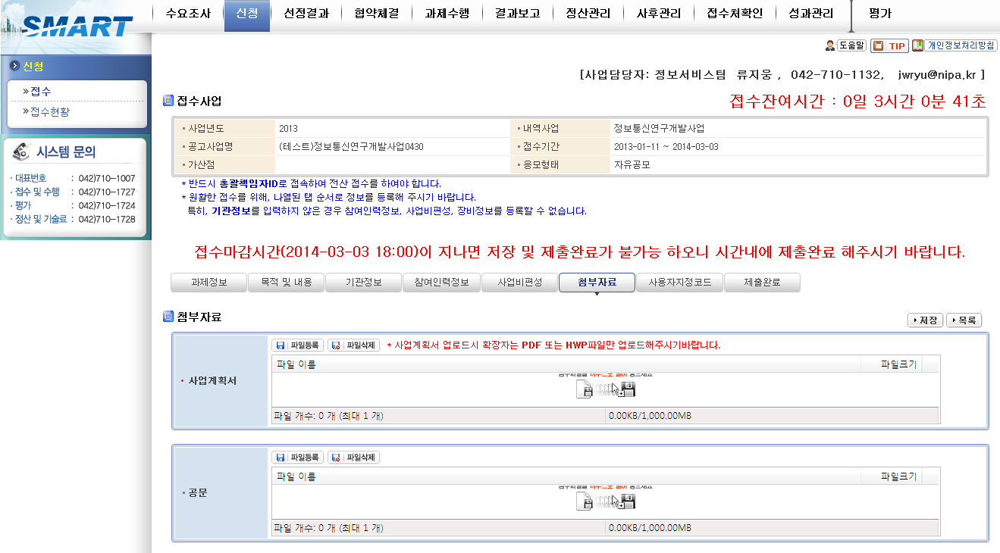 SMART
수요조사 신청 선정결과 협약체결 과제수행 결과보고 정산관리 사후관리 접수처확인 성과관리 평가
도움말 TIP 개인정보처리방침
신청
»접수
»접수현황
시스템 문의
· 대표번호 : 042)710-1007
· 접수 및 수행 : 042)710-1727
· 평가 : 042)710-1724
· 정산 및 기술료 : 042)710-1728
[사업담당자: 정보서비스팀 류지웅 , 042-710-1132, jwryu@nipa.kr ]
접수사업
접수잔여시간 : 0일 3시간 0분 41초
사업년도 2013 내역사업 정보통신연구개발사업
공고사업명 (테스트)정보통신연구개발사업0430 접수기간 2013-01-11 ~ 2014-03-03
가산점 응모형태 자유공모
* 반드시 총괄책임자ID로 접속하여 전산 접수를 하여야 합니다.
* 원활한 접수를 위해, 나열된 탭 순서로 정보를 등록해 주시기 바랍니다.
특히, 기관정보를 입력하지 않은 경우 참여인력정보, 사업비편성, 장비정보를 등록할 수 없습니다.
접수마감시간(2014-03-03 18:00)이 지나면 저장 및 제출완료가 불가능 하오니 시간내에 제출완료 해주시기 바랍니다.
과제정보 목적 및 내용 기관정보 참여인력정보 사업비편성 첨부자료 사용자지정코드 제출완료
첨부자료
저장 목록
사업계획서
파일등록 파일삭제 * 사업계획서 업로드시 확장자는 PDF 또는 HWP파일만 업로드해주시기바랍니다.
파일 이름 파일크기
파일 개수: 0 개 (최대 1 개) 0.00KB/1,000.00MB
공문
파일등록 파일삭제
파일 이름 파일크기
파일 개수: 0 개 (최대 1 개) 0.00KB/1,000.00MB